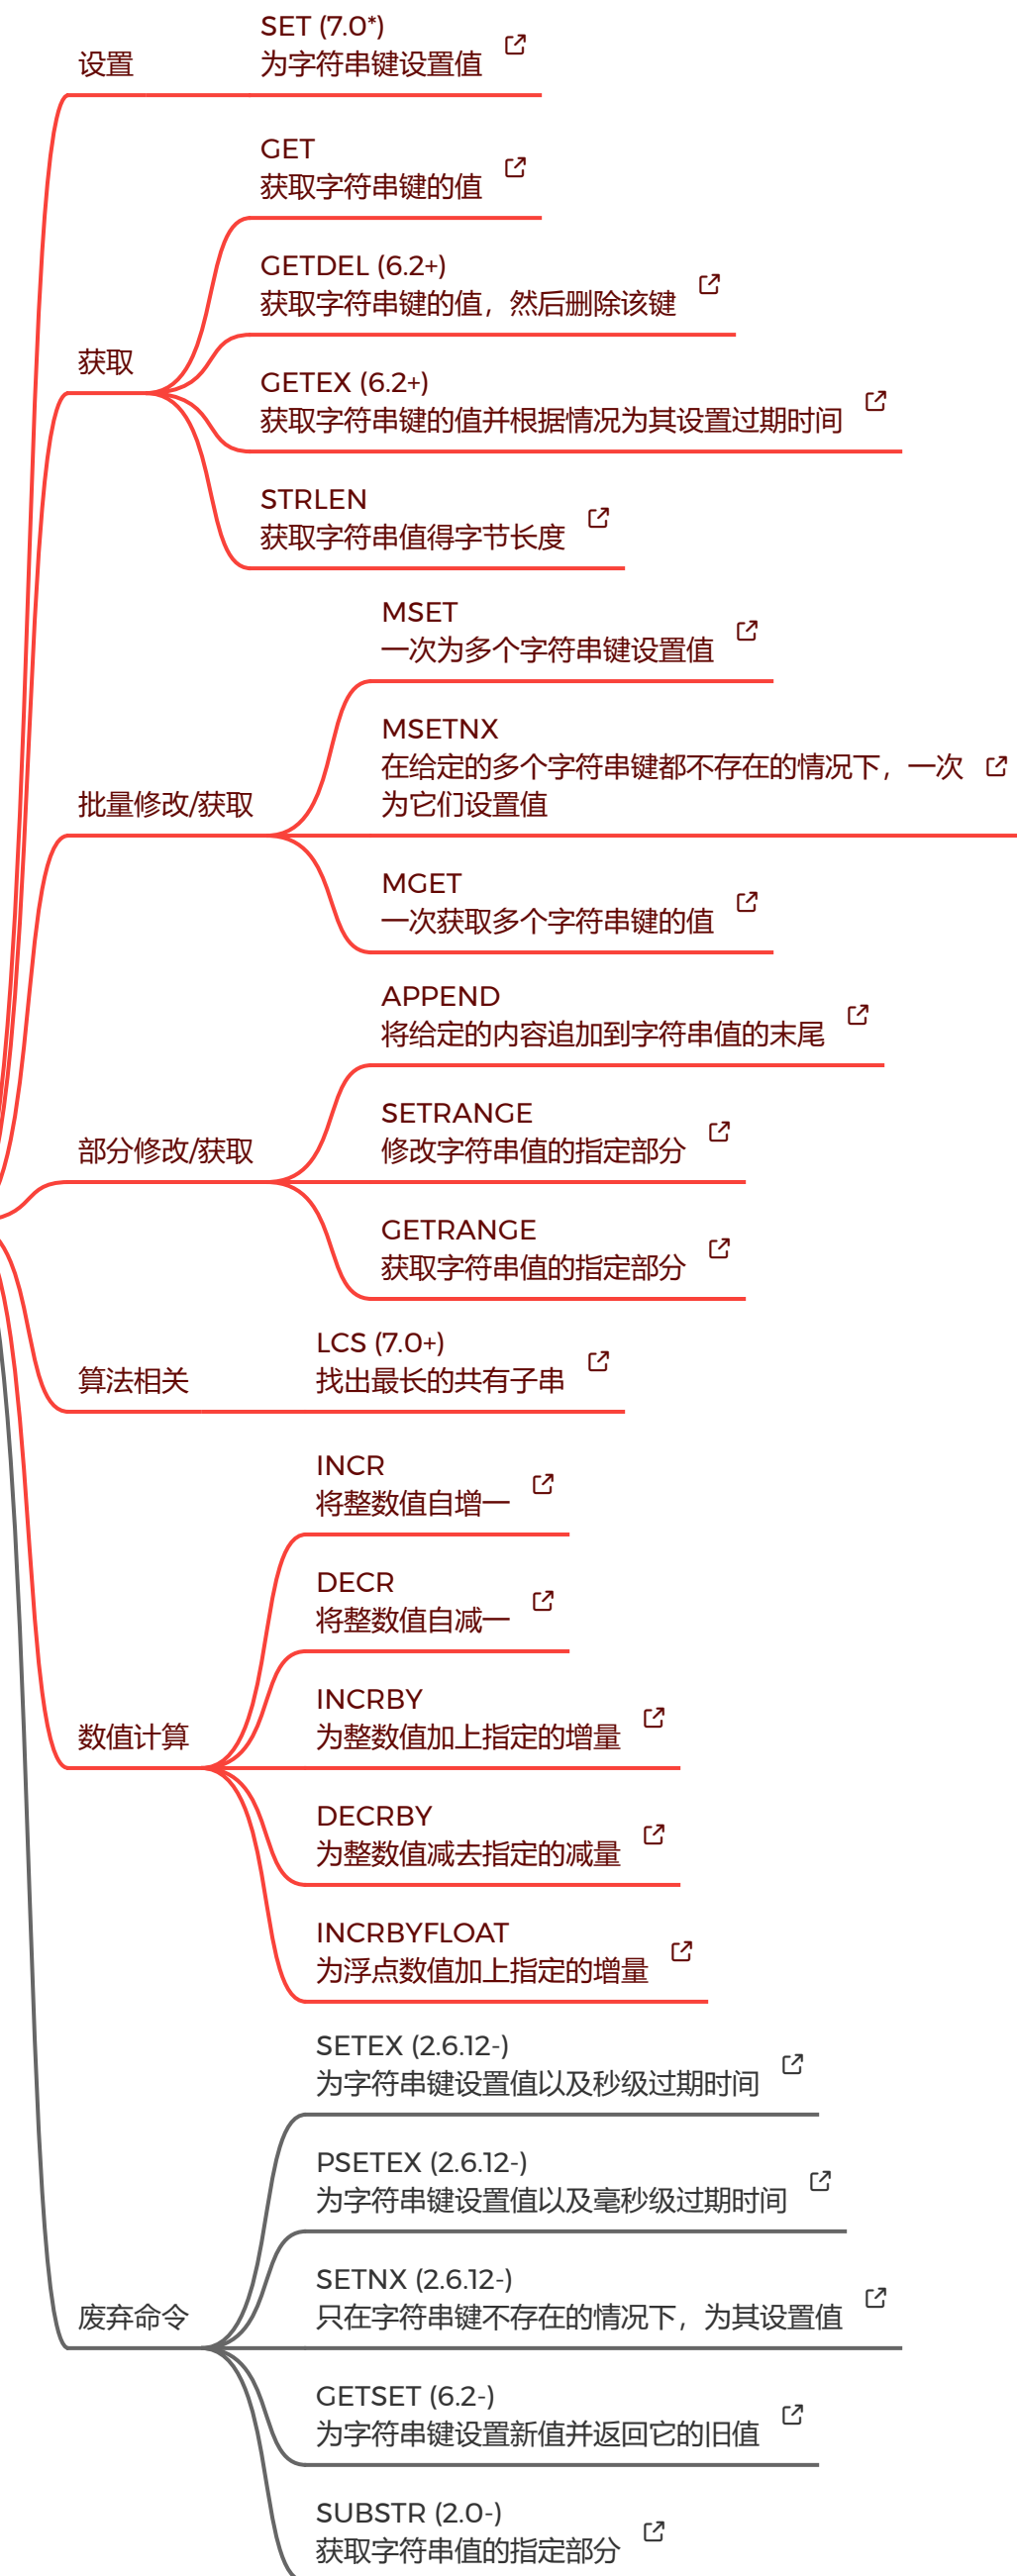 设置
SET (7.0*)
为字符串键设置值
获取
GET
获取字符串键的值
GETDEL (6.2+)
获取字符串键的值，然后删除该键
GETEX (6.2+)
获取字符串键的值并根据情况为其设置过期时间
STRLEN
获取字符串值得字节长度
批量修改/获取
MSET
一次为多个字符串键设置值
MSETNX
在给定的多个字符串键都不存在的情况下，一次
为它们设置值
MGET
一次获取多个字符串键的值
部分修改/获取
APPEND
将给定的内容追加到字符串值的末尾
SETRANGE
修改字符串值的指定部分
GETRANGE
获取字符串值的指定部分
算法相关
LCS (7.0+)
找出最长的共有子串
数值计算
INCR
将整数值自增一
DECR
将整数值自减一
INCRBY
为整数值加上指定的增量
DECRBY
为整数值减去指定的减量
INCRBYFLOAT
为浮点数值加上指定的增量
废弃命令
SETEX (2.6.12-)
为字符串键设置值以及秒级过期时间
PSETEX (2.6.12-)
为字符串键设置值以及毫秒级过期时间
SETNX (2.6.12-)
只在字符串键不存在的情况下，为其设置值
GETSET (6.2-)
为字符串键设置新值并返回它的旧值
SUBSTR (2.0-)
获取字符串值的指定部分